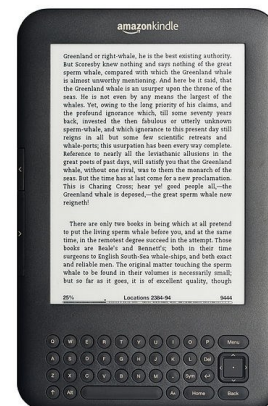 amazonkindle
Greenland or right-whale, he is the best existing authority.
But Scoresby knew nothing and says nothing of the great
sperm whale, compared with which the Greenland whale
is almost unworthy mentioning. And here be it said, that
the Greenland whale is an usurper upon the throne of the
seas. He is not even by any means the largest of the
whales. Yet, owing to the long priority of his claims, and
the profound ignorance which, till some seventy years
back, invested the then fabulous or utterly unknown
sperm-whale, and which ignorance to this present day still
reigns in all but some few scientific retreats and
whale-ports; this usurpation has been every way complete.
Reference to nearly all the leviathanic allusions in the
great poets of past days, will satisfy you that the Greenland
whale, without one rival, was to them the monarch of the
seas. But the time has at last come for a new proclamation.
This is Charing Cross; hear ye! good people all,—the
Greenland whale is deposed,—the great sperm whale now
reigneth!
There are only two books in being which at all pretend
to put the living sperm whale before you, and at the same
time, in the remotest degree succeed in the attempt. Those
books are Beale's and Bennett's; both in their time
surgeons to English South-Sea whale-ships, and both exact
and reliable men. The original matter touching the sperm
whale to be found in their volumes is necessarily small;
but so far as it goes, it is of excellent quality, though
25% Locations 2384-94 9444
Q W E R T Y U I O P Menu
A S D F G H J K L Del
Z X C V B N M . Sym
Alt Aa Home Back